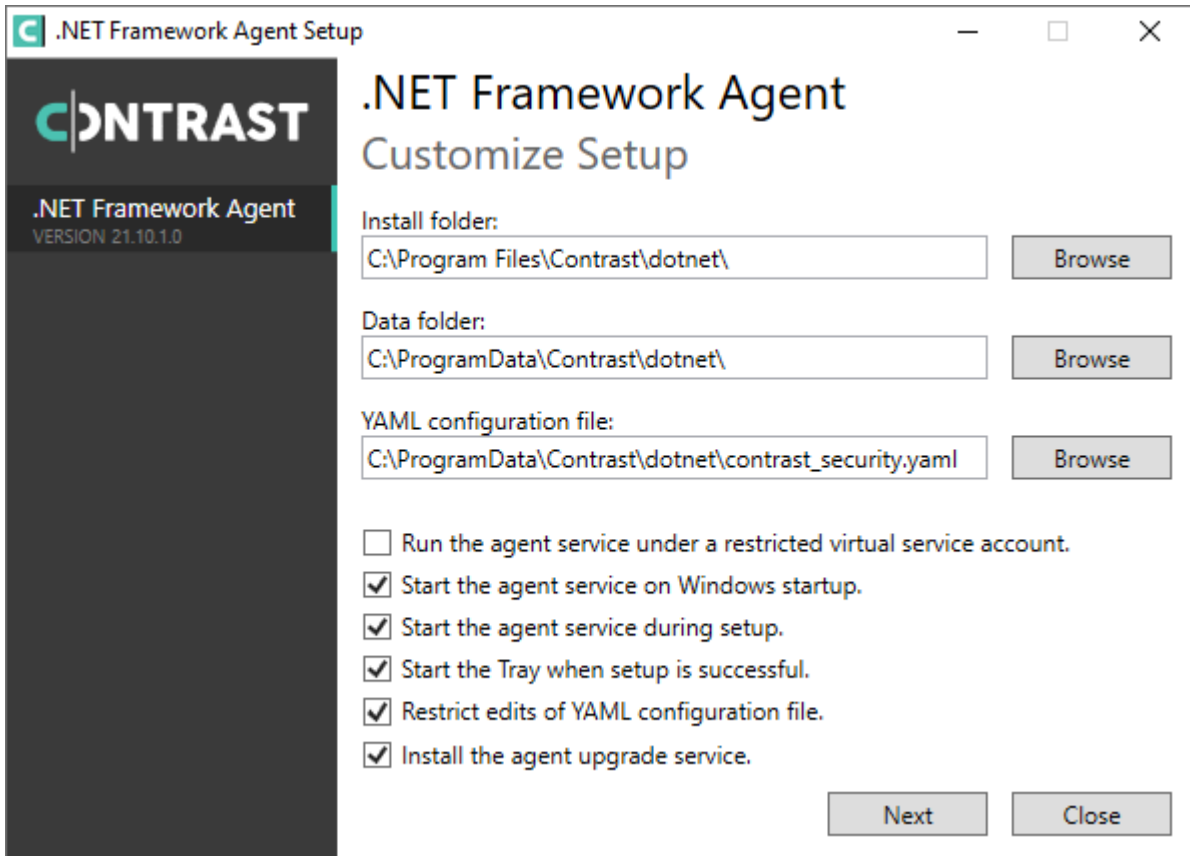 .NET Framework Agent Setup
CONTRAST
.NET Framework Agent
VERSION 21.10.1.0
.NET Framework Agent
Customize Setup
Install folder:
C:\Program Files\Contrast\dotnet\ Browse
Data folder:
C:\ProgramData\Contrast\dotnet\ Browse
YAML configuration file:
C:\ProgramData\Contrast\dotnet\contrast_security.yaml Browse
Run the agent service under a restricted virtual service account.
Start the agent service on Windows startup.
Start the agent service during setup.
Start the Tray when setup is successful.
Restrict edits of YAML configuration file.
Install the agent upgrade service.
Next Close